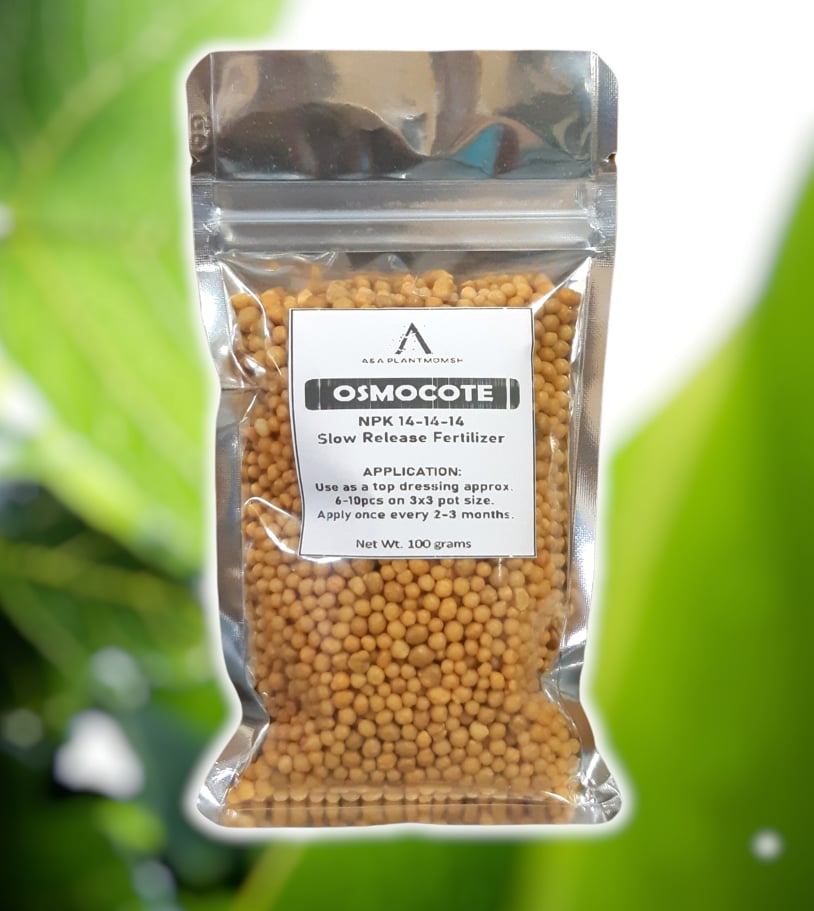 A&A PLANTMOMSH
OSMOCOTE
NPK 14-14-14
Slow Release Fertilizer
APPLICATION:
Use as a top dressing approx.
6-10pcs on 3x3 pot size.
Apply once every 2-3 months.
Net Wt. 100 grams